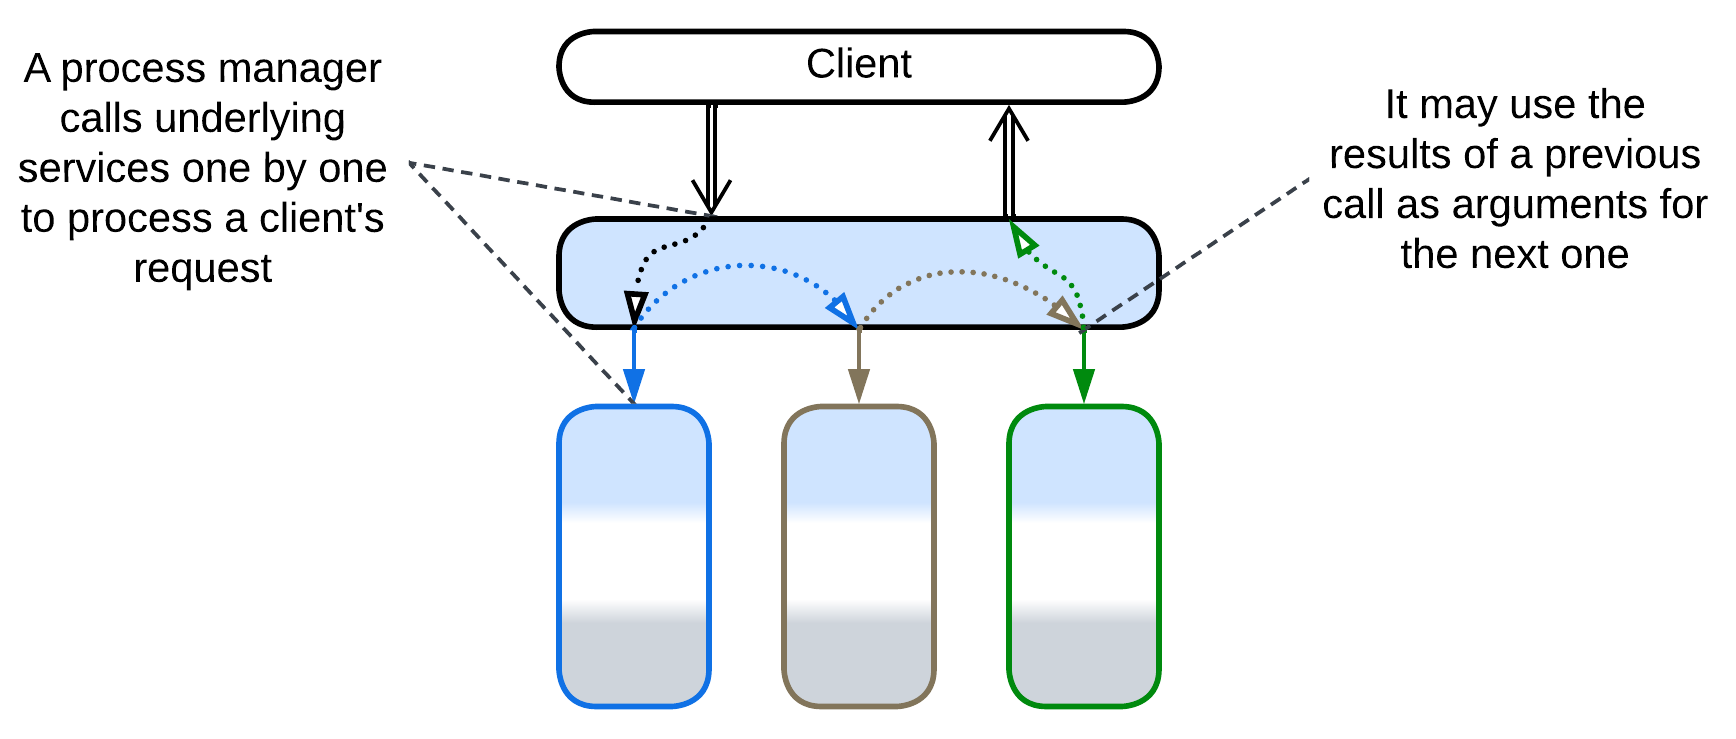 A process manager
calls underlying
services one by one
to process a client's
request
Client
It may use the
results of a previous
call as arguments for
the next one